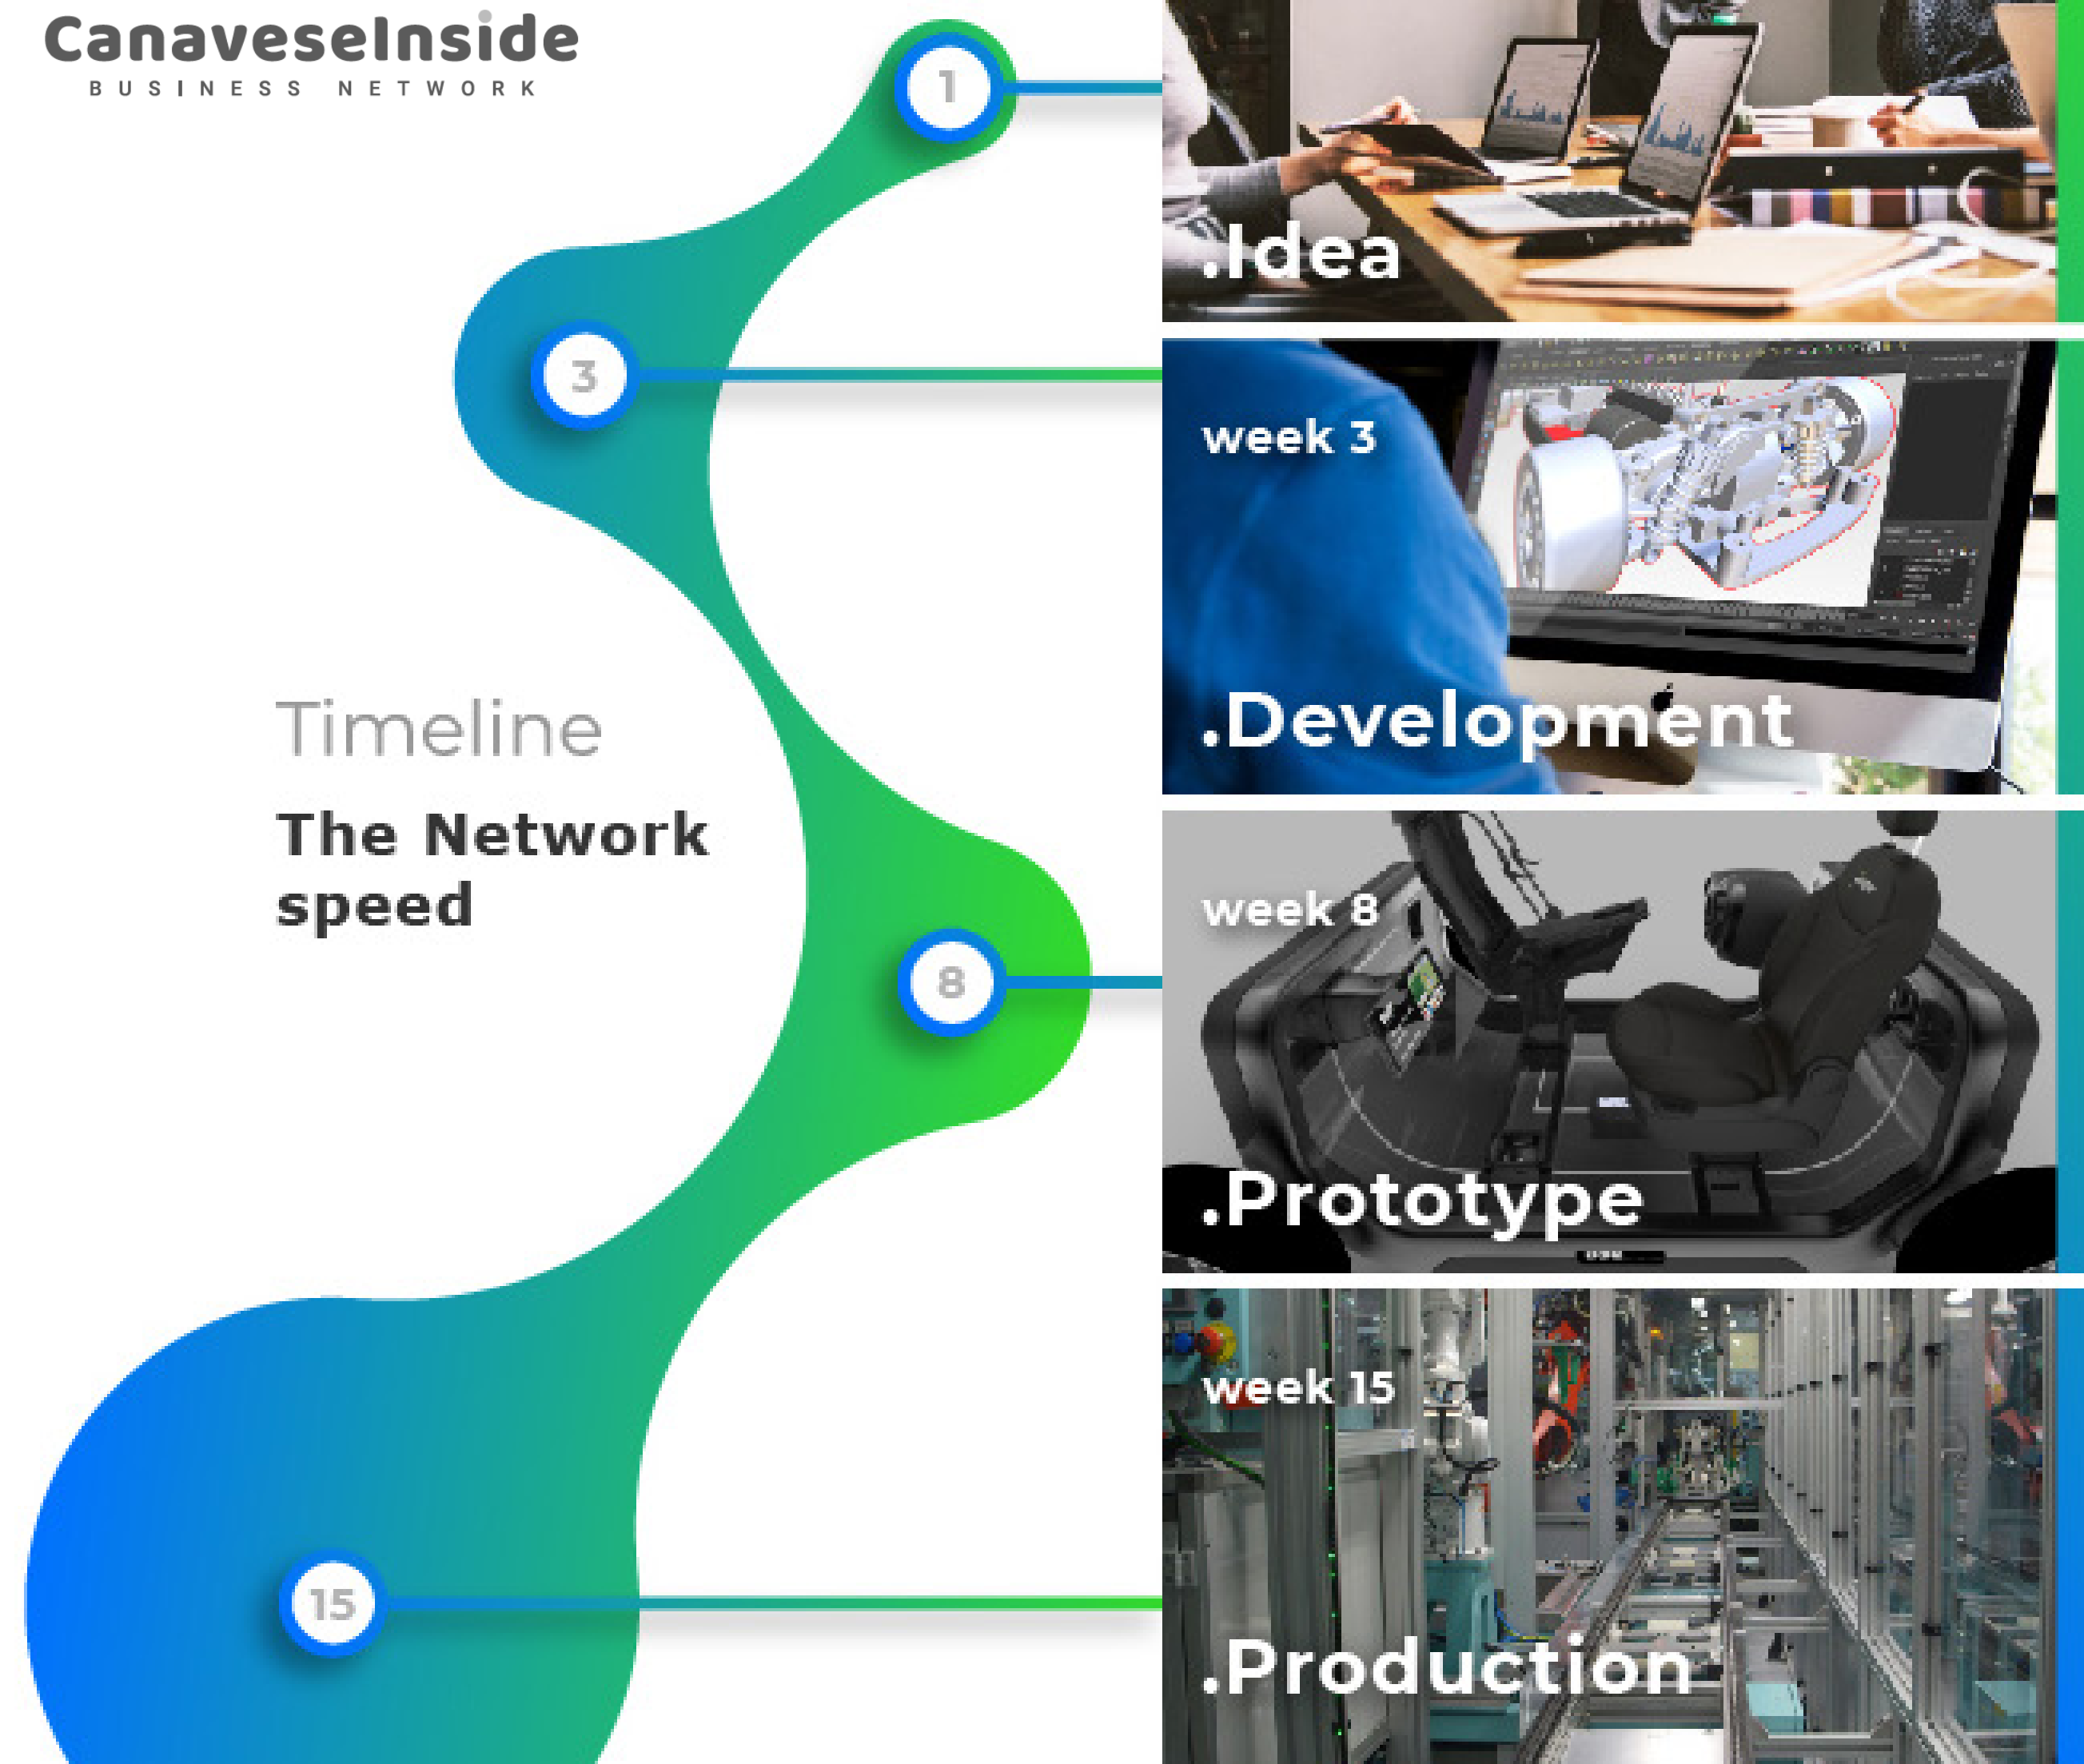 CanaveseInside
BUSINESS NETWORK
1
.Idea
3
week 3
.Development
Timeline
The Network
speed
8
week 8
.Prototype
15
week 15
.Production